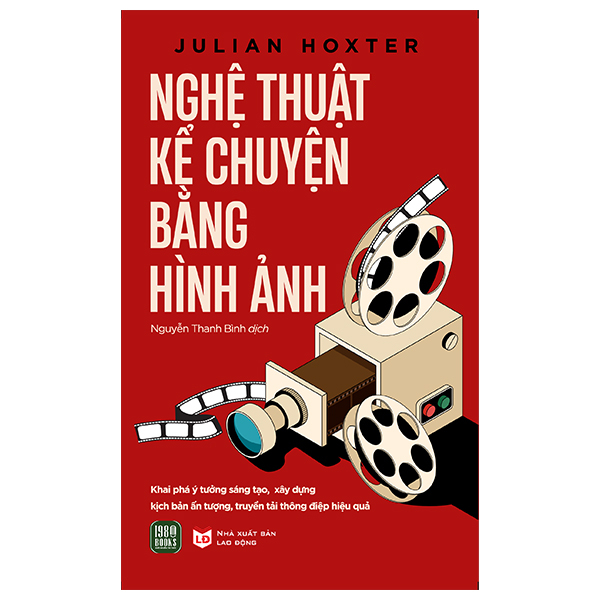 JULIAN HOXTER
NGHỆ THUẬT
KỂ CHUYỆN
BẰNG
HÌNH ẢNH
Nguyễn Thanh Bình dịch
Khai phá ý tưởng sáng tạo, xây dựng
kịch bản ấn tượng, truyền tải thông điệp hiệu quả
1980
BOOKS
LĐ
NHÀ XUẤT BẢN
LAO ĐỘNG